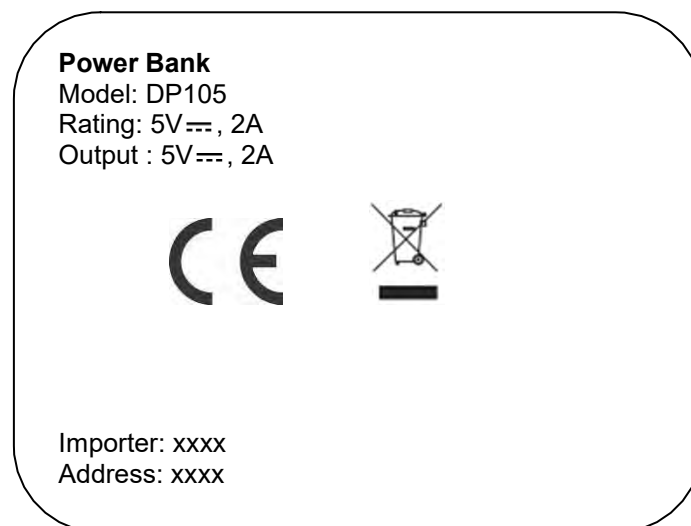 Power Bank
Model: DP105
Rating: 5V⎓, 2A
Output : 5V⎓, 2A
CE
Importer: xxxx
Address: xxxx